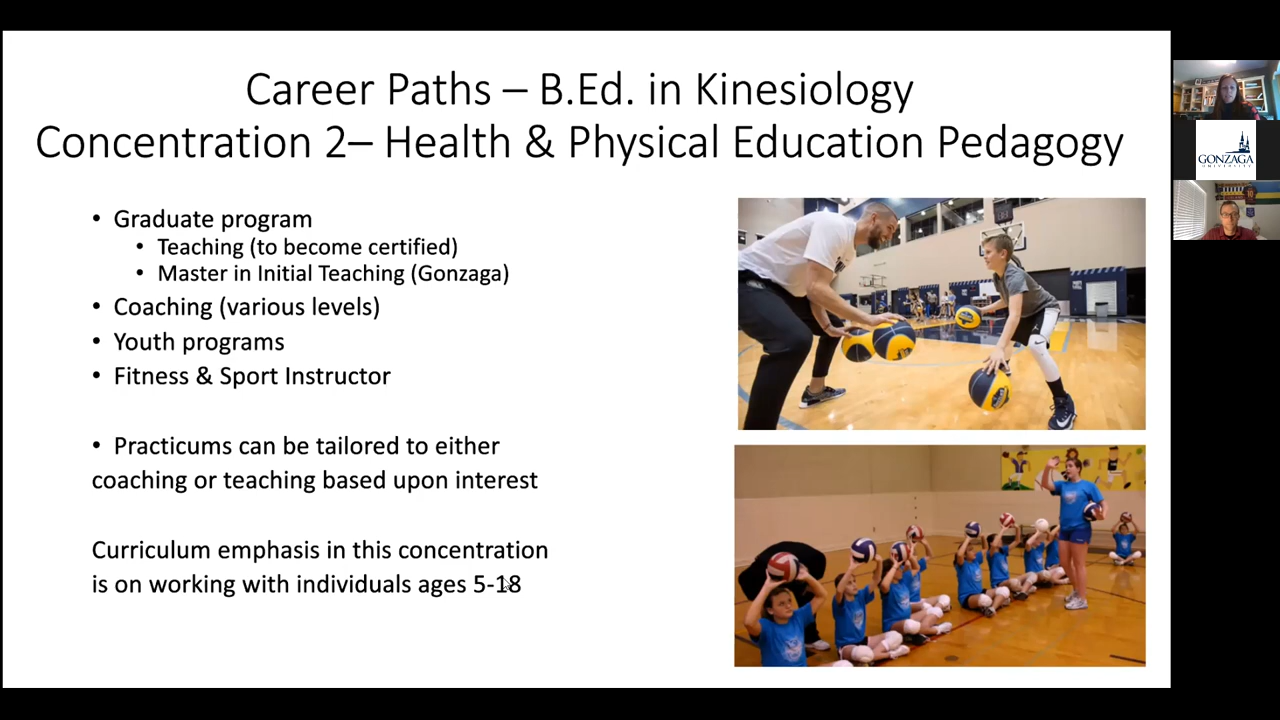 Career Paths – B.Ed. in Kinesiology
Concentration 2– Health & Physical Education Pedagogy
• Graduate program
• Teaching (to become certified)
• Master in Initial Teaching (Gonzaga)
• Coaching (various levels)
• Youth programs
• Fitness & Sport Instructor
• Practicums can be tailored to either
coaching or teaching based upon interest
Curriculum emphasis in this concentration
is on working with individuals ages 5-18
GONZAGA
UNIVERSITY